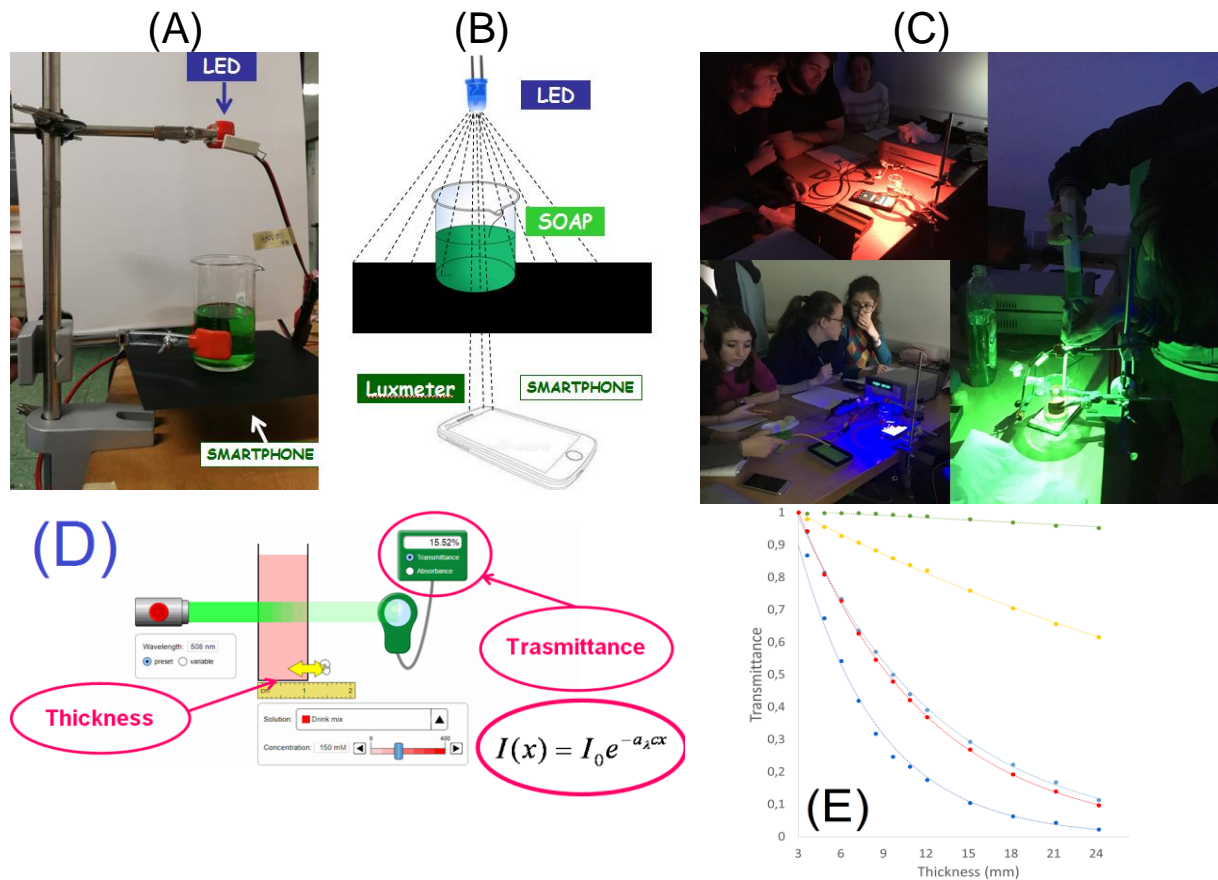 (A)
(B)
(C)
LED
SMARTPHONE
LED
SOAP
Luxmeter
SMARTPHONE
(D)
15.52%
Transmittance
Absorbance
Wavelength: 508 nm
preset variable
cm 1 2
Thickness
Trasmittance
Solution: Drink mix
Concentration: 150 mM 0 400
I(x) = I₀e^{-a_λcx}
1
0,9
0,8
0,7
0,6
0,5
0,4
0,3
0,2
0,1
0
Transmittance
(E)
3 6 9 12 15 18 21 24
Thickness (mm)